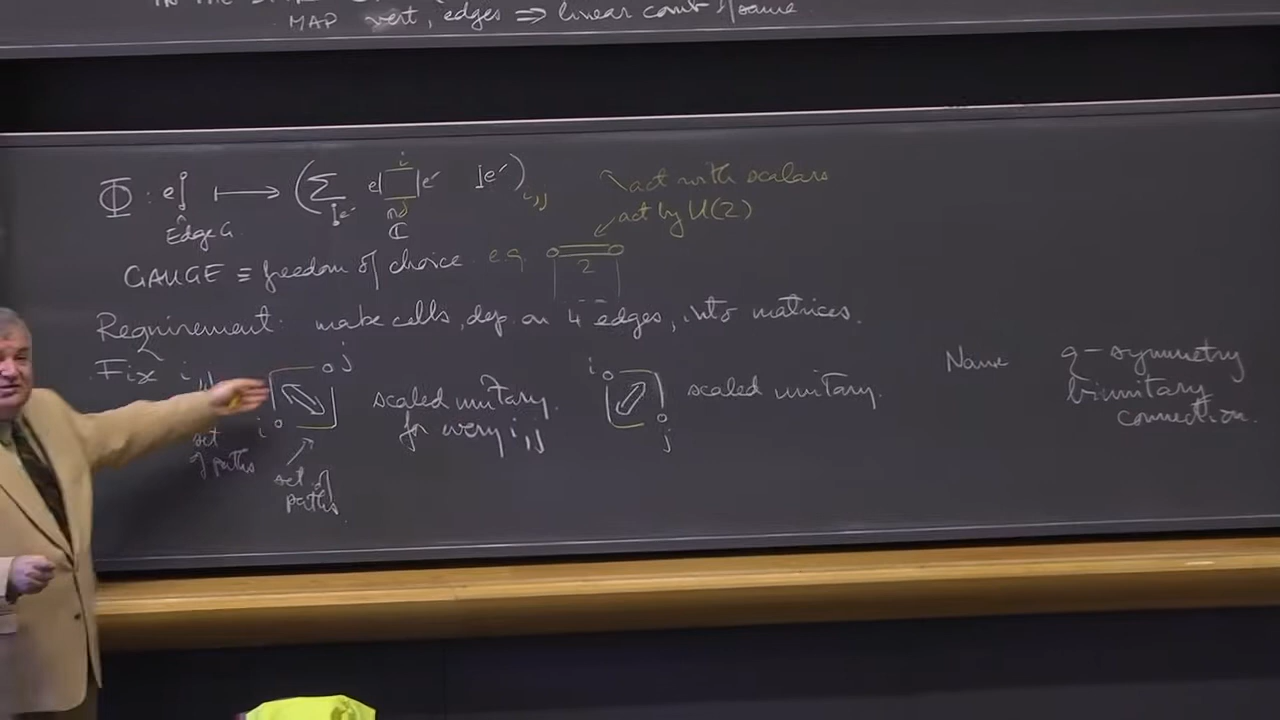 MAP vert, edges ⇒ linear comb of same
Φ : e ⟼ ( Σ e □ e' ]e' ) i,j
i
]e'
ℂ
Edge G
act with scalars
act by U(2)
GAUGE ≡ freedom of choice e.g.
2
Requirement: make cells, dep. on 4 edges, into matrices.
Fix i, j
i j
set of paths
set of paths.
scaled unitary.
for every i, j
i j
scaled unitary.
Name
q-symmetry
biunitary
connection.